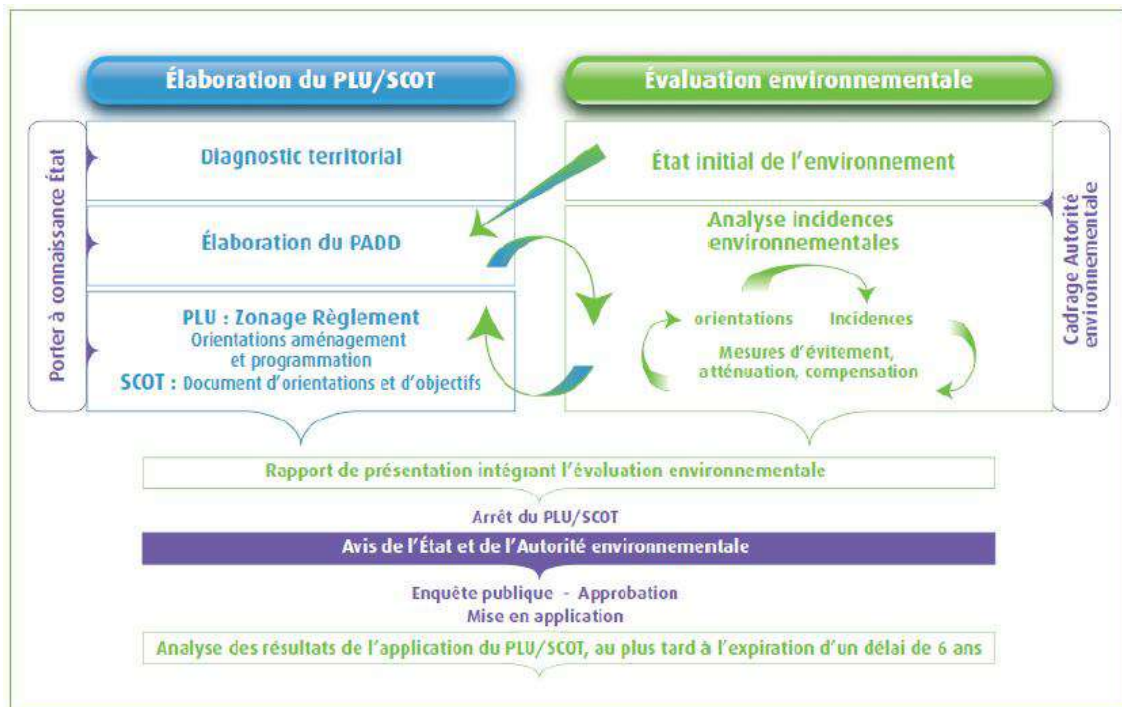 Élaboration du PLU/SCOT
Évaluation environnementale
Porter à connaissance État
Diagnostic territorial
Élaboration du PADD
PLU : Zonage Règlement
Orientations aménagement
et programmation
SCOT : Document d'orientations et d'objectifs
État initial de l'environnement
Analyse incidences
environnementales
orientations
Incidences
Mesures d'évitement,
atténuation, compensation
Cadrage Autorité
environnementale
Rapport de présentation intégrant l'évaluation environnementale
Arrêt du PLU/SCOT
Avis de l'État et de l'Autorité environnementale
Enquête publique - Approbation
Mise en application
Analyse des résultats de l'application du PLU/SCOT, au plus tard à l'expiration d'un délai de 6 ans